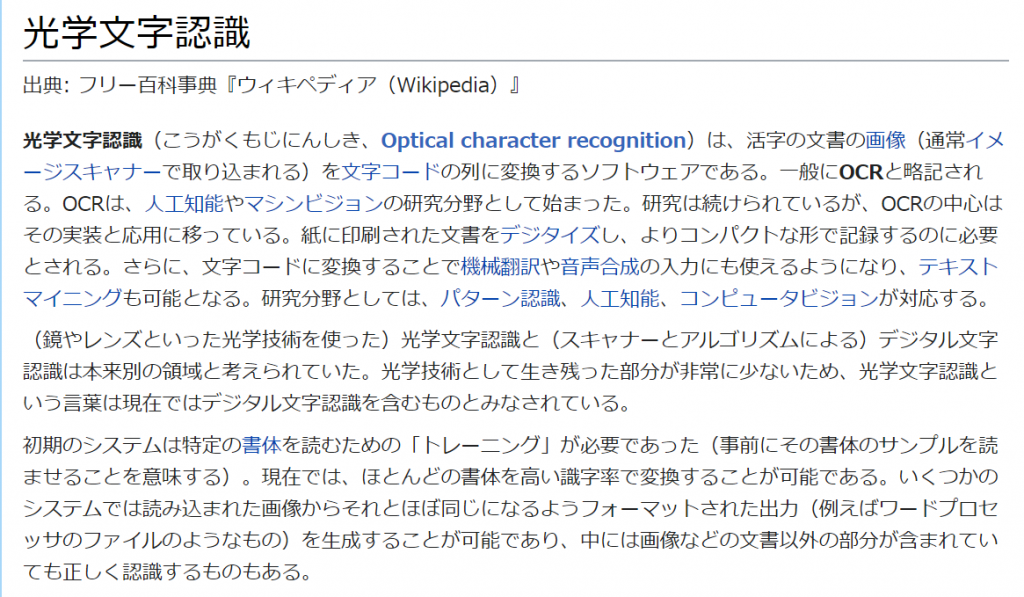 光学文字認識
出典: フリー百科事典『ウィキペディア（Wikipedia）』
光学文字認識（こうがくもじにんしき、Optical character recognition）は、活字の文書の画像（通常イメ
ージスキャナーで取り込まれる）を文字コードの列に変換するソフトウェアである。一般にOCRと略記され
る。OCRは、人工知能やマシンビジョンの研究分野として始まった。研究は続けられているが、OCRの中心は
その実装と応用に移っている。紙に印刷された文書をデジタイズし、よりコンパクトな形で記録するのに必要
とされる。さらに、文字コードに変換することで機械翻訳や音声合成の入力にも使えるようになり、テキスト
マイニングも可能となる。研究分野としては、パターン認識、人工知能、コンピュータビジョンが対応する。
（鏡やレンズといった光学技術を使った）光学文字認識と（スキャナーとアルゴリズムによる）デジタル文字
認識は本来別の領域と考えられていた。光学技術として生き残った部分が非常に少ないため、光学文字認識と
いう言葉は現在ではデジタル文字認識を含むものとみなされている。
初期のシステムは特定の書体を読むための「トレーニング」が必要であった（事前にその書体のサンプルを読
ませることを意味する）。現在では、ほとんどの書体を高い識字率で変換することが可能である。いくつかの
システムでは読み込まれた画像からそれとほぼ同じになるようフォーマットされた出力（例えばワードプロセ
ッサのファイルのようなもの）を生成することが可能であり、中には画像などの文書以外の部分が含まれてい
ても正しく認識するものもある。